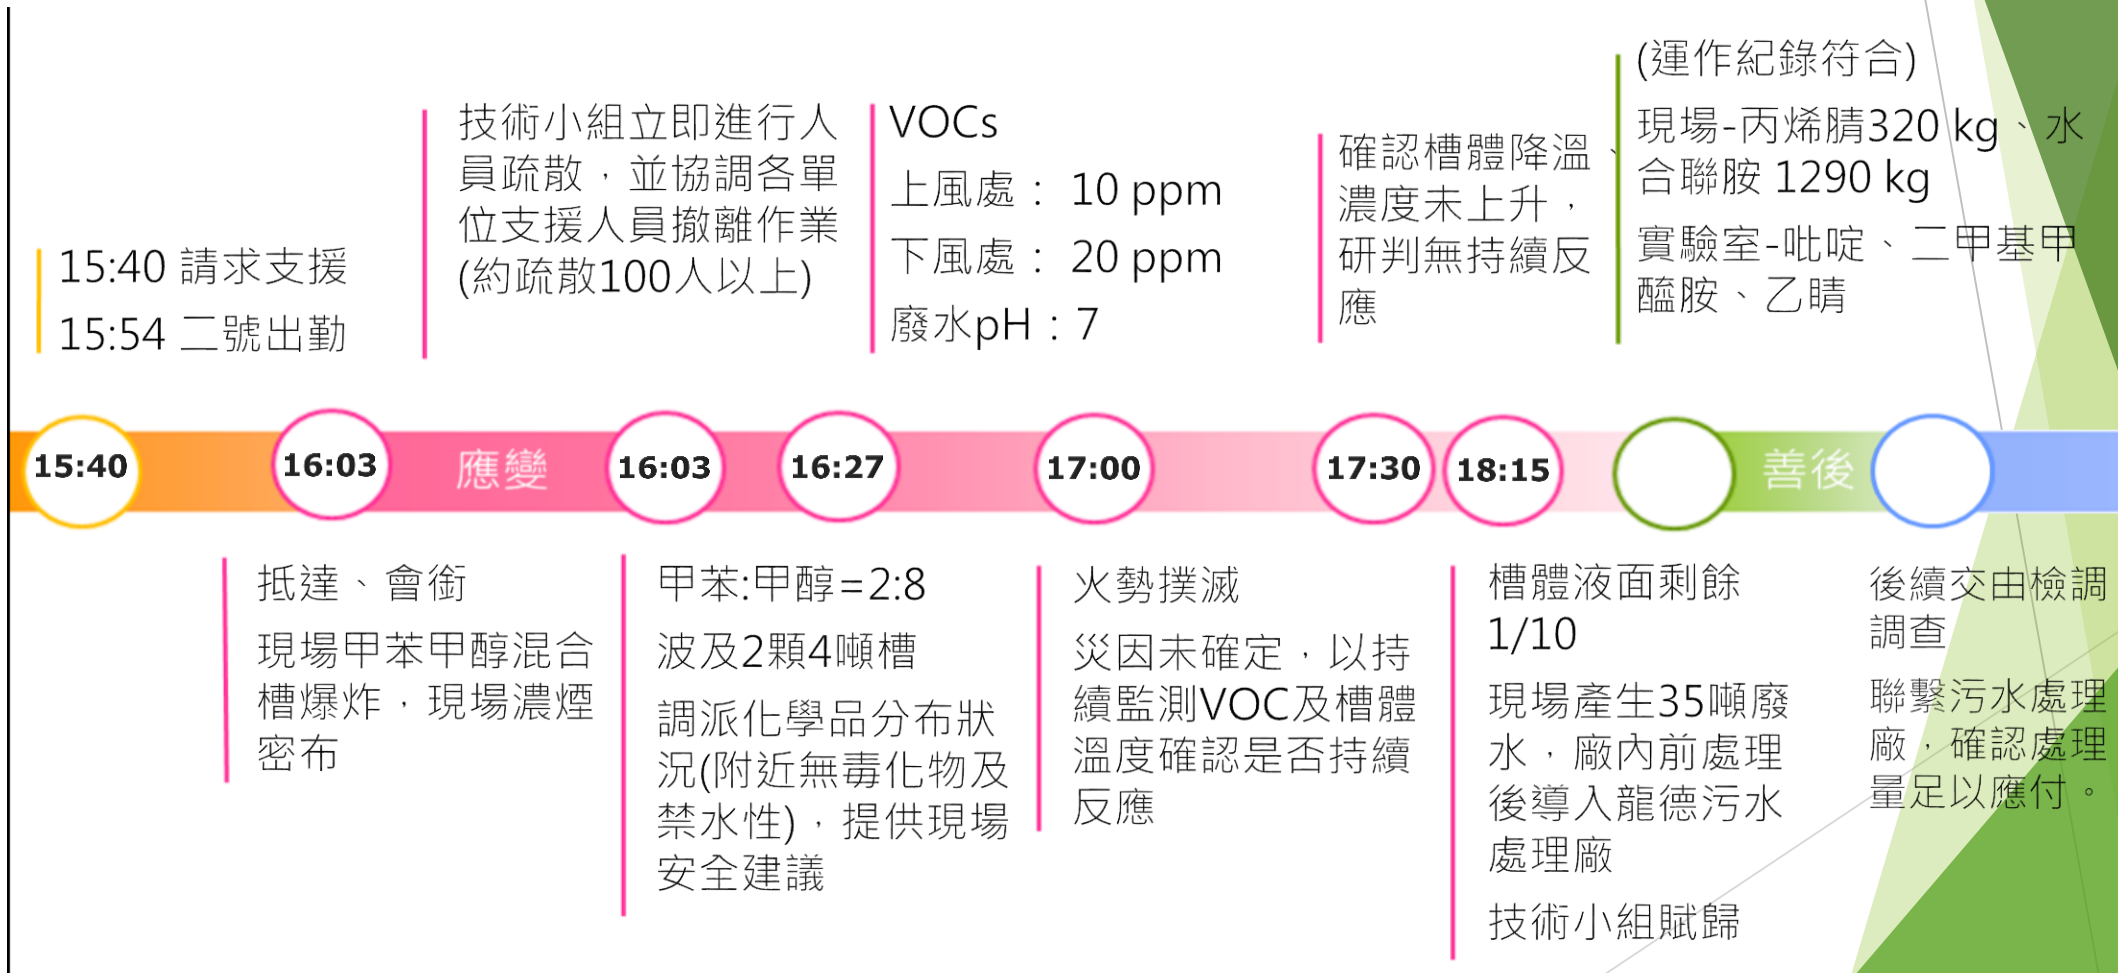 15:40 請求支援
15:54 二號出勤
技術小組立即進行人
員疏散，並協調各單
位支援人員撤離作業
(約疏散100人以上)
VOCs
上風處： 10 ppm
下風處： 20 ppm
廢水pH：7
確認槽體降溫、
濃度未上升，
研判無持續反
應
(運作紀錄符合)
現場-丙烯腈320 kg、水
合聯胺 1290 kg
實驗室-吡啶、二甲基甲
醯胺、乙睛
15:40
16:03
應變
16:03
16:27
17:00
17:30
18:15
善後
抵達、會銜
現場甲苯甲醇混合
槽爆炸，現場濃煙
密布
甲苯:甲醇=2:8
波及2顆4噸槽
調派化學品分布狀
況(附近無毒化物及
禁水性)，提供現場
安全建議
火勢撲滅
災因未確定，以持
續監測VOC及槽體
溫度確認是否持續
反應
槽體液面剩餘
1/10
現場產生35噸廢
水，廠內前處理
後導入龍德污水
處理廠
技術小組賦歸
後續交由檢調
調查
聯繫污水處理
廠，確認處理
量足以應付。